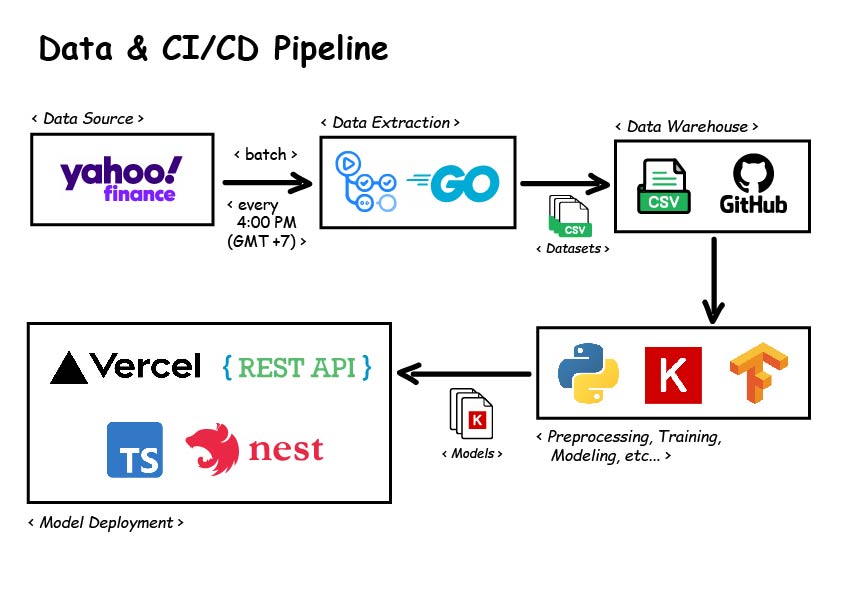 Data & CI/CD Pipeline
< Data Source >
yahoo!
finance
< batch >
< every
4:00 PM
(GMT +7) >
< Data Extraction >
GO
CSV
< Datasets >
< Data Warehouse >
CSV
GitHub
K
< Preprocessing, Training,
Modeling, etc... >
K
< Models >
Vercel
{ REST API }
TS
nest
< Model Deployment >